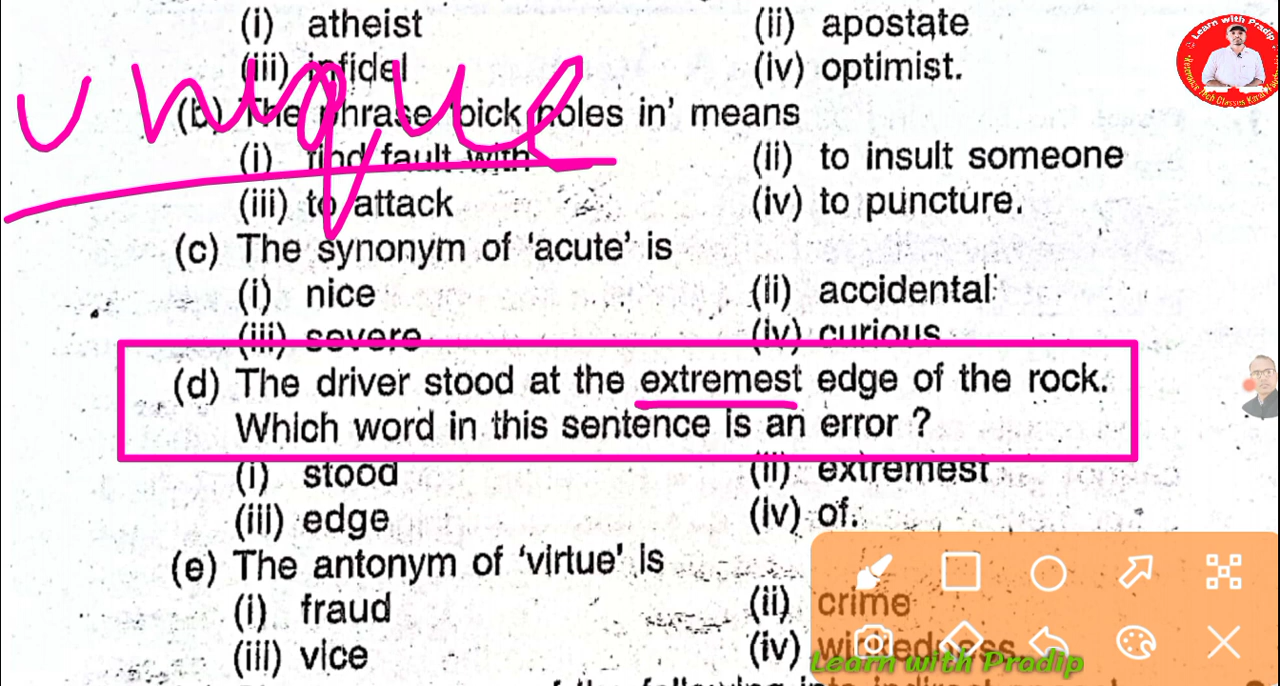 (i) atheist (ii) apostate
(iii) infidel (iv) optimist.
unique
(b) The phrase 'pick holes in' means
(i) find fault with (ii) to insult someone
(iii) to attack (iv) to puncture.
(c) The synonym of 'acute' is
(i) nice (ii) accidental
(iii) severe (iv) curious
(d) The driver stood at the extremest edge of the rock.
Which word in this sentence is an error ?
(i) stood (ii) extremest
(iii) edge (iv) of.
(e) The antonym of 'virtue' is
(i) fraud (ii) crime
(iii) vice (iv) wickedness.
Learn with Prodip
Learn with Pradip